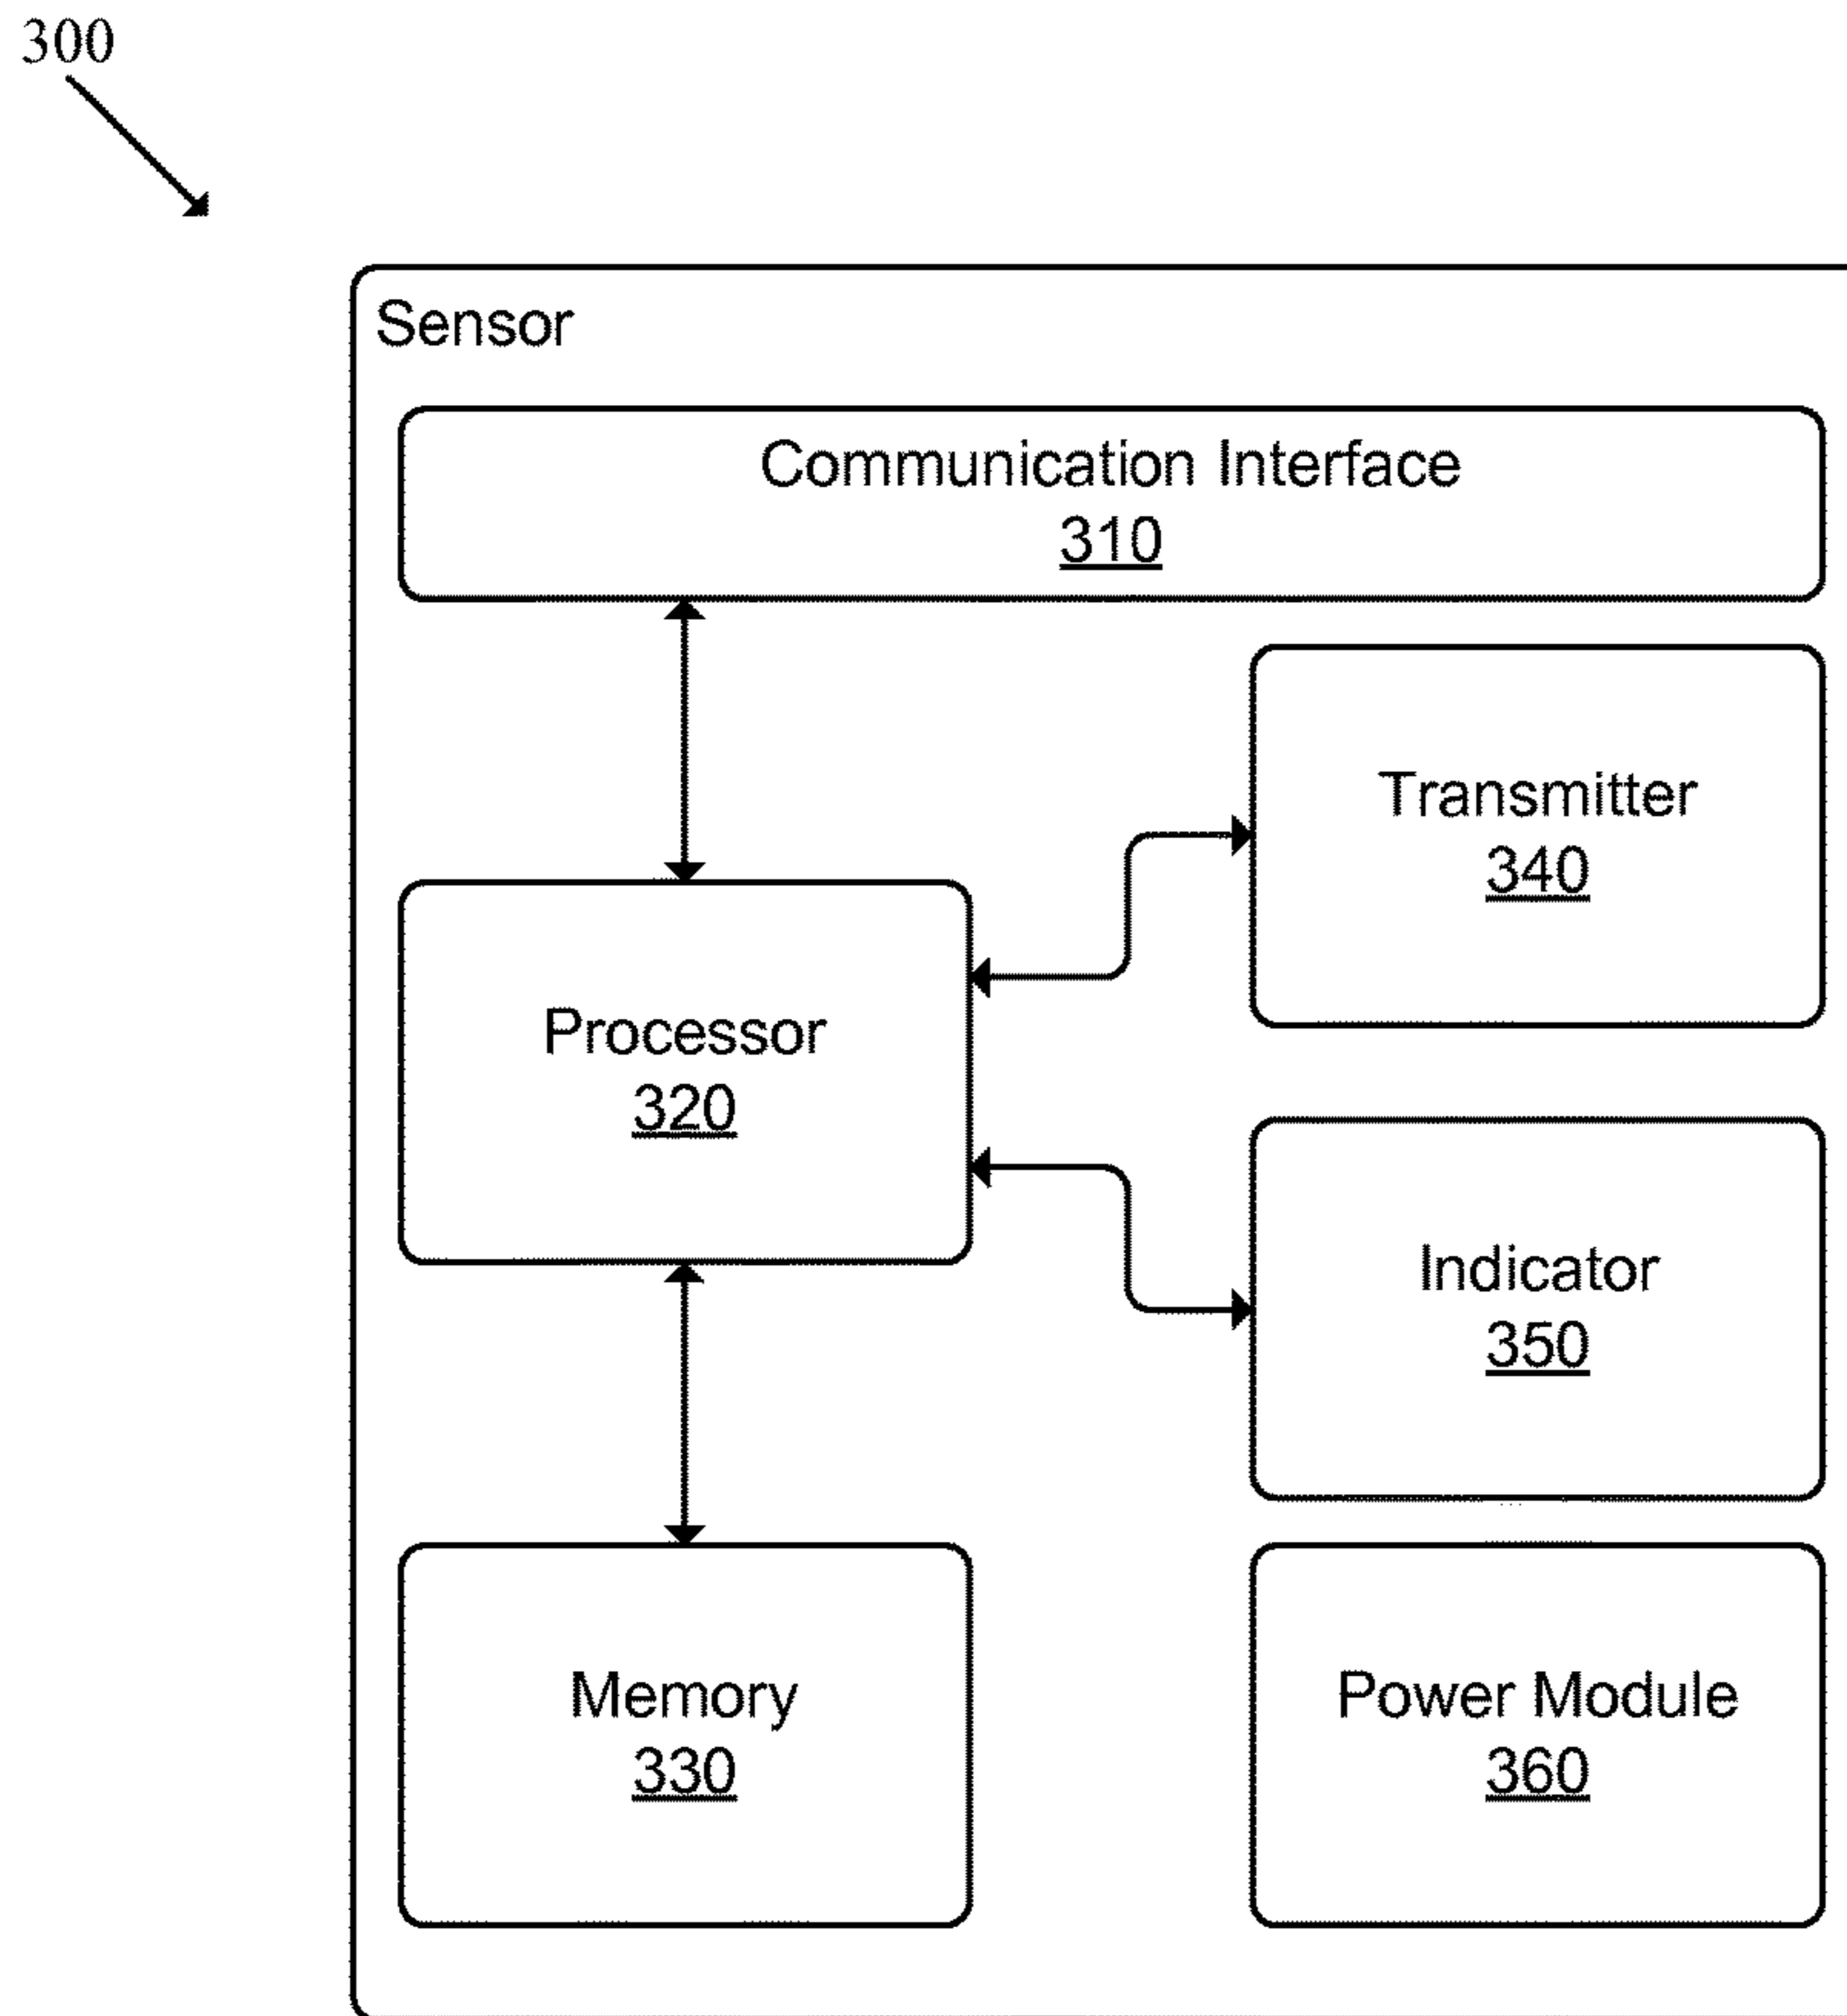 300
Sensor
Communication Interface
310
Transmitter
340
Processor
320
Indicator
350
Memory
330
Power Module
360